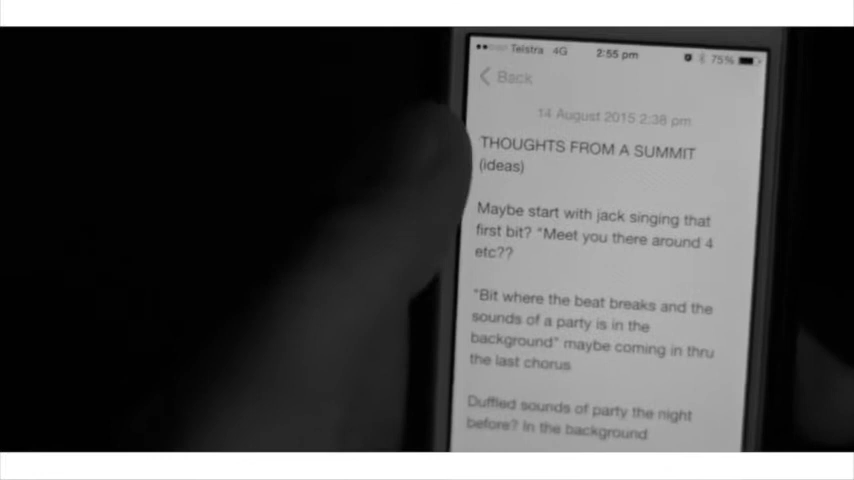 Telstra 4G 2:55 pm 75%
Back
14 August 2015 2:38 pm
THOUGHTS FROM A SUMMIT
(ideas)
Maybe start with jack singing that
first bit? "Meet you there around 4
etc??
"Bit where the beat breaks and the
sounds of a party is in the
background" maybe coming in thru
the last chorus
Duffled sounds of party the night
before? In the background